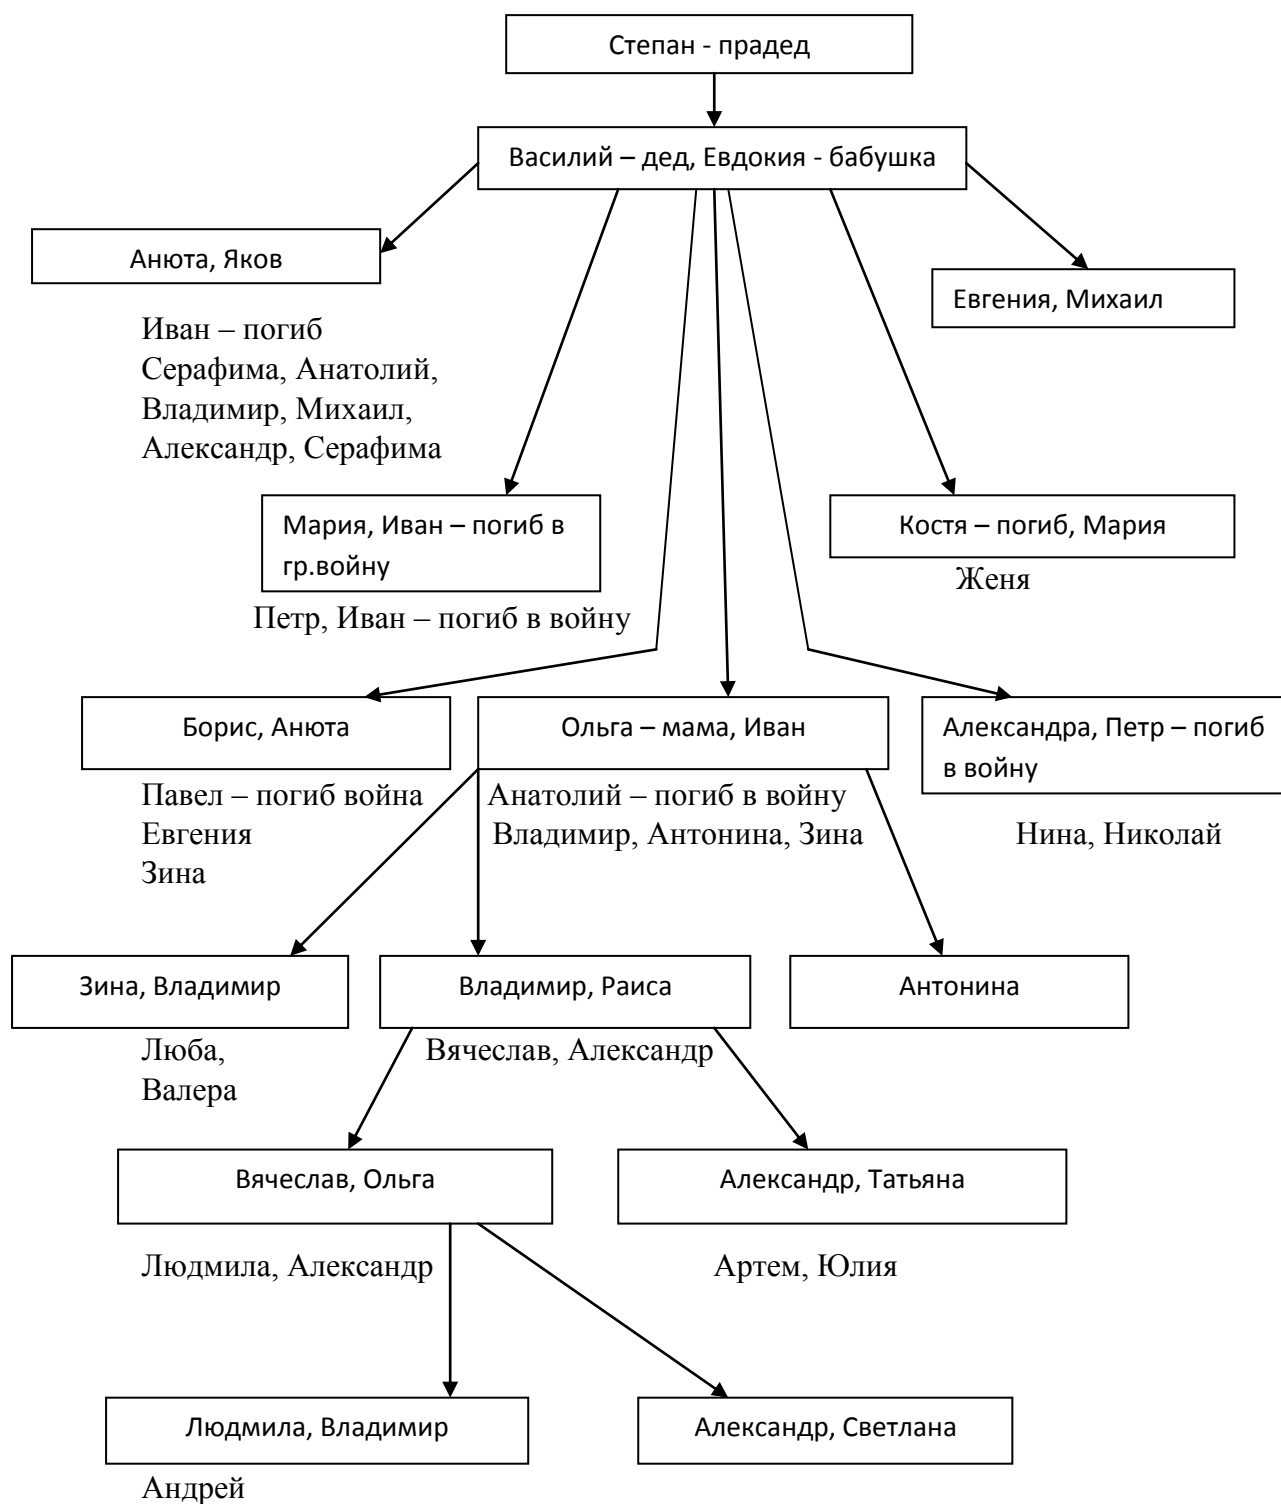 Степан - прадед
Василий – дед, Евдокия - бабушка
Анюта, Яков
Евгения, Михаил
Иван – погиб
Серафима, Анатолий,
Владимир, Михаил,
Александр, Серафима
Мария, Иван – погиб в
гр.войну
Костя – погиб, Мария
Женя
Петр, Иван – погиб в войну
Борис, Анюта
Ольга – мама, Иван
Александра, Петр – погиб
в войну
Павел – погиб война
Евгения
Зина
Анатолий – погиб в войну
Владимир, Антонина, Зина
Нина, Николай
Зина, Владимир
Владимир, Раиса
Антонина
Люба,
Валера
Вячеслав, Александр
Вячеслав, Ольга
Александр, Татьяна
Людмила, Александр
Артем, Юлия
Людмила, Владимир
Александр, Светлана
Андрей